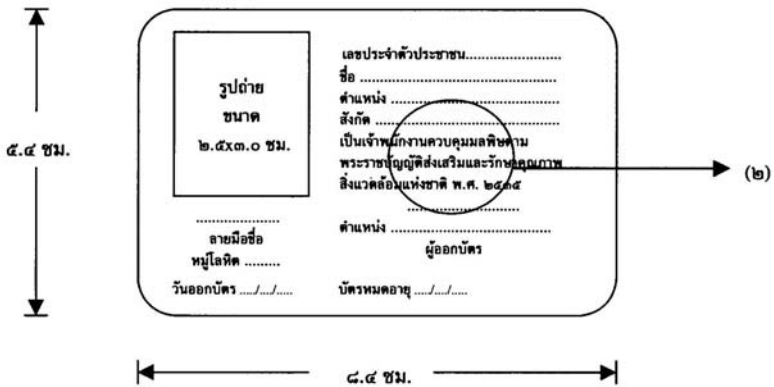 ๕.๔ ซม.
รูปถ่าย
ขนาด
๒.๕x๓.๐ ซม.
....................
ลายมือชื่อ
หมู่โลหิต .........
วันออกบัตร ...../..../.....
เลขประจำตัวประชาชน.......................
ชื่อ ................................................
ตำแหน่ง .........................................
สังกัด .............................................
เป็นเจ้าพนักงานควบคุมมลพิษตาม
พระราชบัญญัติส่งเสริมและรักษาคุณภาพ
สิ่งแวดล้อมแห่งชาติ พ.ศ. ๒๕๓๕
...........................
ตำแหน่ง .......................................
ผู้ออกบัตร
บัตรหมดอายุ ...../..../.....
(๒)
๘.๔ ซม.